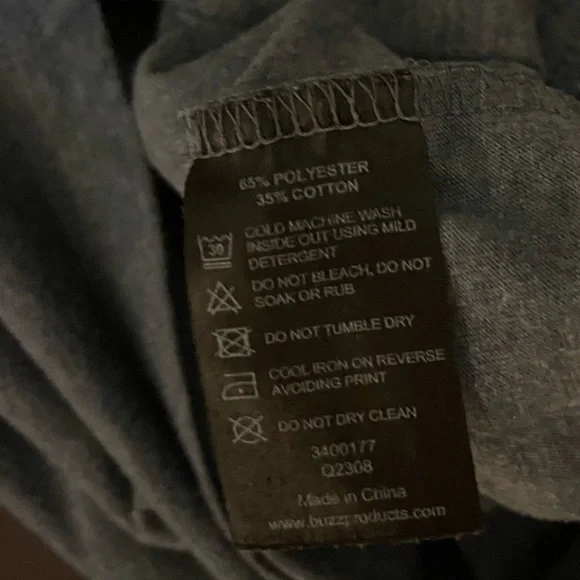 65% POLYESTER
35% COTTON
30
COLD MACHINE WASH
INSIDE OUT USING MILD
DETERGENT
DO NOT BLEACH, DO NOT
SOAK OR RUB
DO NOT TUMBLE DRY
COOL IRON ON REVERSE
AVOIDING PRINT
DO NOT DRY CLEAN
3400177
Q2308
Made in China
www.buzzproducts.com